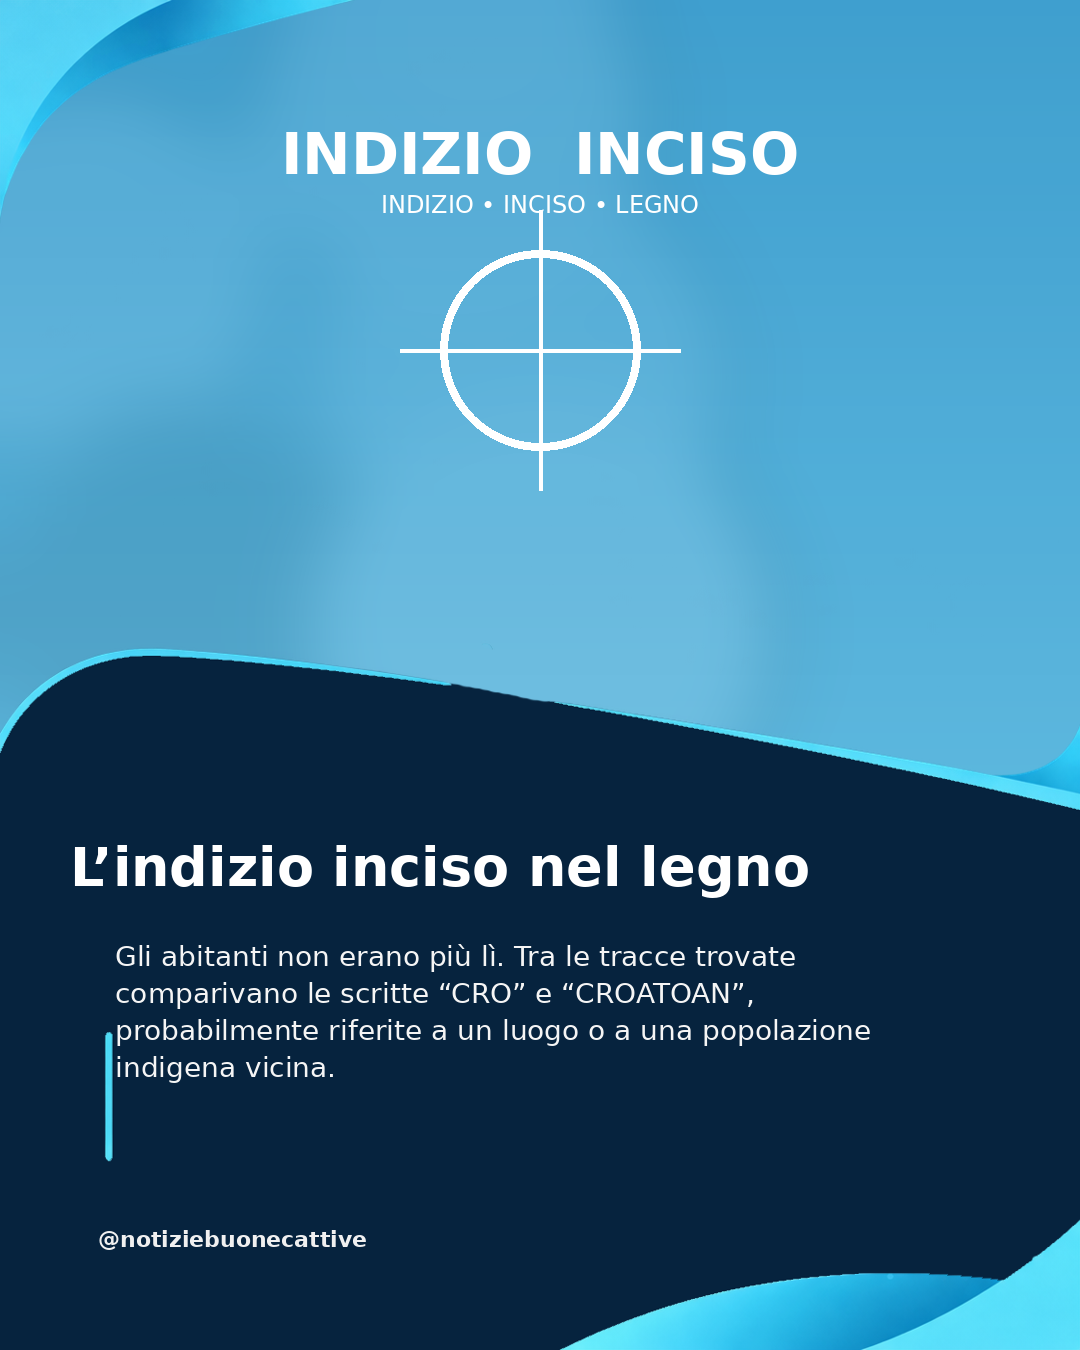 INDIZIO INCISO
INDIZIO • INCISO • LEGNO
L’indizio inciso nel legno
Gli abitanti non erano più lì. Tra le tracce trovate
comparivano le scritte “CRO” e “CROATOAN”,
probabilmente riferite a un luogo o a una popolazione
indigena vicina.
@notiziebuonecattive